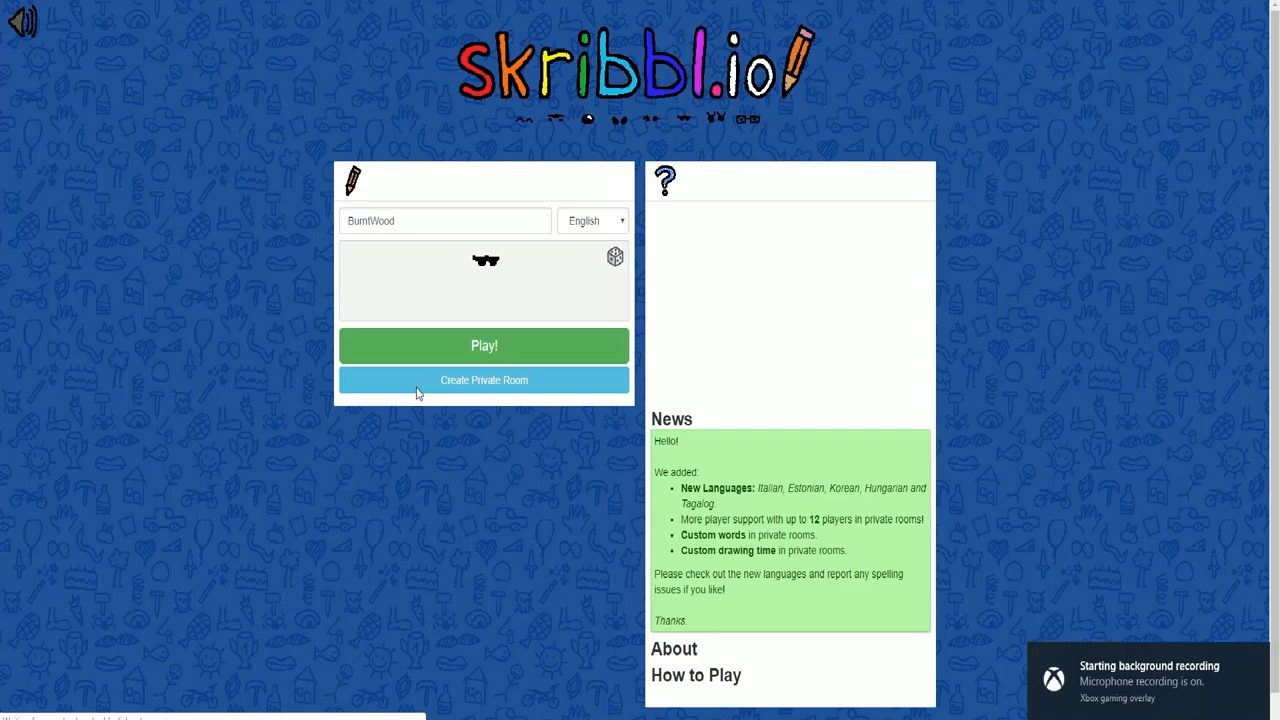 skribbl.io
BurntWood
English
Play!
Create Private Room
News
Hello!
We added:
New Languages: Italian, Estonian, Korean, Hungarian and
Tagalog.
More player support with up to 12 players in private rooms!
Custom words in private rooms.
Custom drawing time in private rooms.
Please check out the new languages and report any spelling
issues if you like!
Thanks.
About
How to Play
Starting background recording
Microphone recording is on.
Xbox gaming overlay